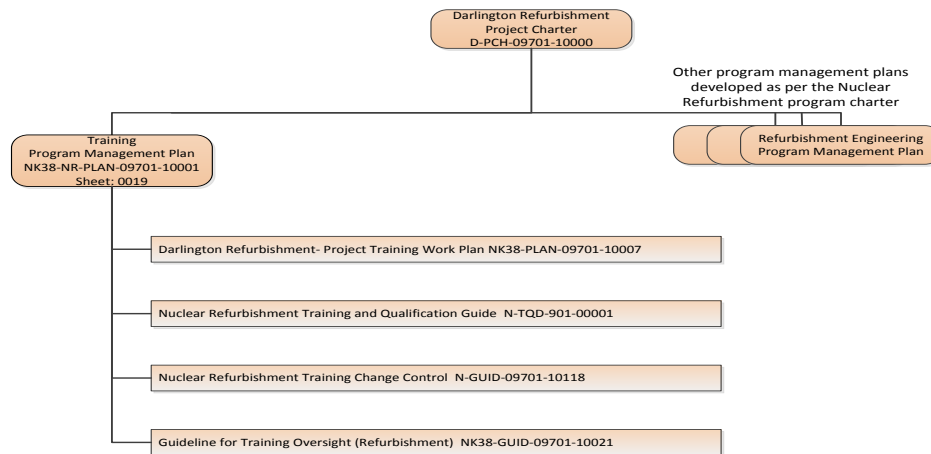 Darlington Refurbishment
Project Charter
D-PCH-09701-10000
Other program management plans
developed as per the Nuclear
Refurbishment program charter
Training
Program Management Plan
NK38-NR-PLAN-09701-10001
Sheet: 0019
Refurbishment Engineering
Program Management Plan
Darlington Refurbishment- Project Training Work Plan NK38-PLAN-09701-10007
Nuclear Refurbishment Training and Qualification Guide N-TQD-901-00001
Nuclear Refurbishment Training Change Control N-GUID-09701-10118
Guideline for Training Oversight (Refurbishment) NK38-GUID-09701-10021